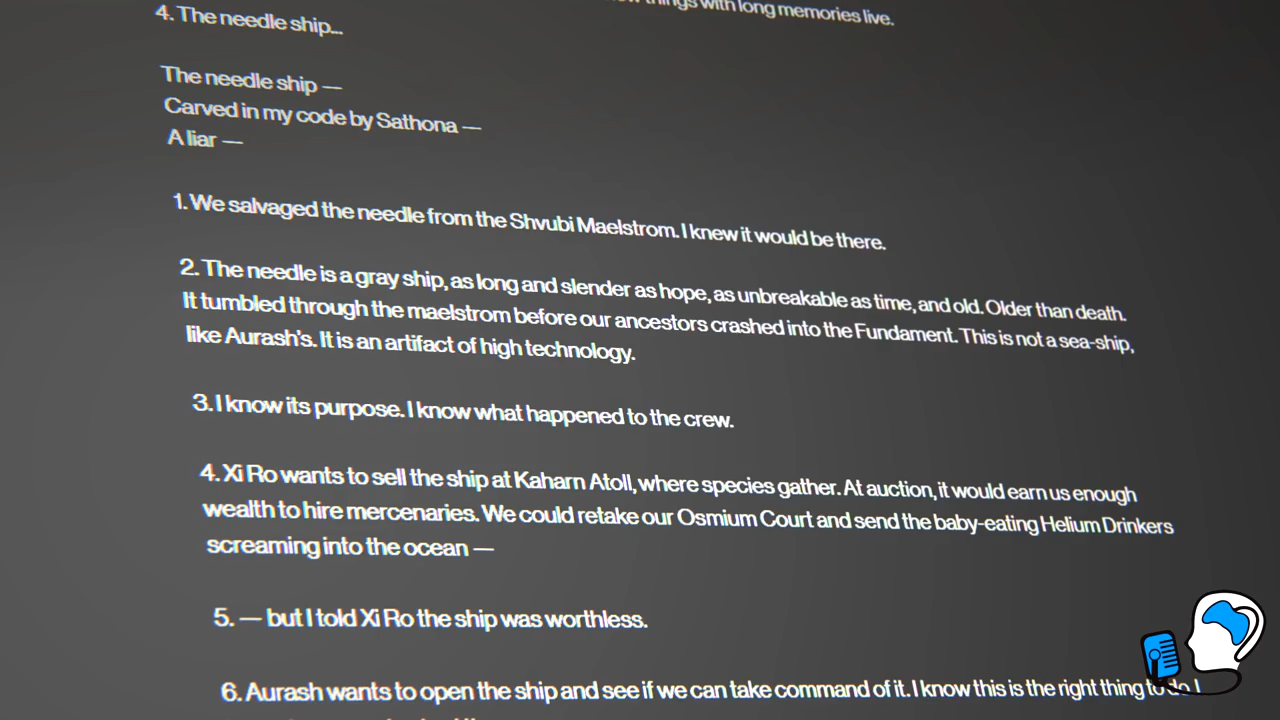 things with long memories live.
4. The needle ship...
The needle ship —
Carved in my code by Sathona —
A liar —
1. We salvaged the needle from the Shvubi Maelstrom. I knew it would be there.
2. The needle is a gray ship, as long and slender as hope, as unbreakable as time, and old. Older than death.
It tumbled through the maelstrom before our ancestors crashed into the Fundament. This is not a sea-ship,
like Aurash's. It is an artifact of high technology.
3. I know its purpose. I know what happened to the crew.
4. Xi Ro wants to sell the ship at Kaharn Atoll, where species gather. At auction, it would earn us enough
wealth to hire mercenaries. We could retake our Osmium Court and send the baby-eating Helium Drinkers
screaming into the ocean —
5. — but I told Xi Ro the ship was worthless.
6. Aurash wants to open the ship and see if we can take command of it. I know this is the right thing to do. I